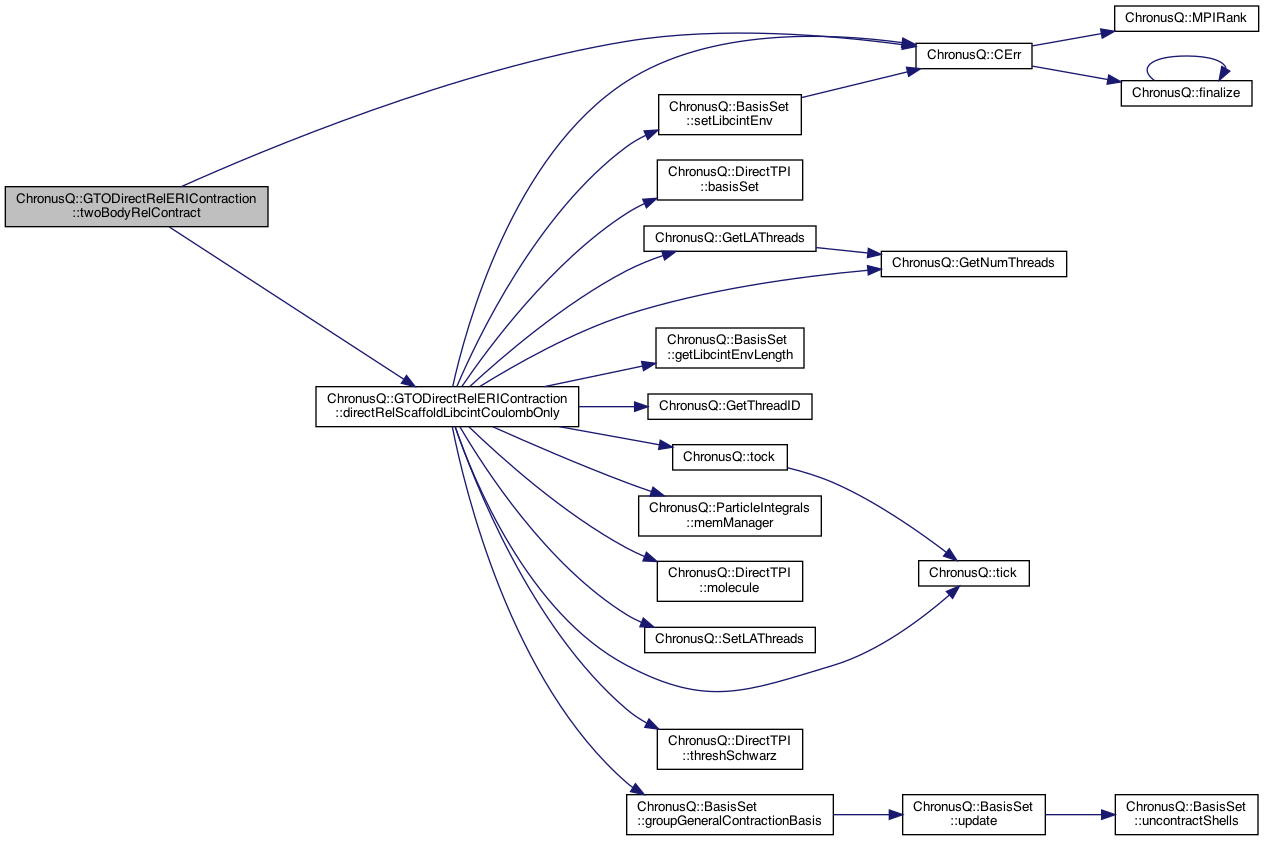 ChronusQ::MPIRank
ChronusQ::CErr
ChronusQ::finalize
ChronusQ::BasisSet
::setLibcintEnv
ChronusQ::DirectTPI
::basisSet
ChronusQ::GTODirectRelERIContraction
::twoBodyRelContract
ChronusQ::GetLAThreads
ChronusQ::GetNumThreads
ChronusQ::BasisSet
::getLibcintEnvLength
ChronusQ::GTODirectRelERIContraction
::directRelScaffoldLibcintCoulombOnly
ChronusQ::GetThreadID
ChronusQ::tock
ChronusQ::ParticleIntegrals
::memManager
ChronusQ::DirectTPI
::molecule
ChronusQ::tick
ChronusQ::SetLAThreads
ChronusQ::DirectTPI
::threshSchwarz
ChronusQ::BasisSet
::groupGeneralContractionBasis
ChronusQ::BasisSet
::update
ChronusQ::BasisSet
::uncontractShells